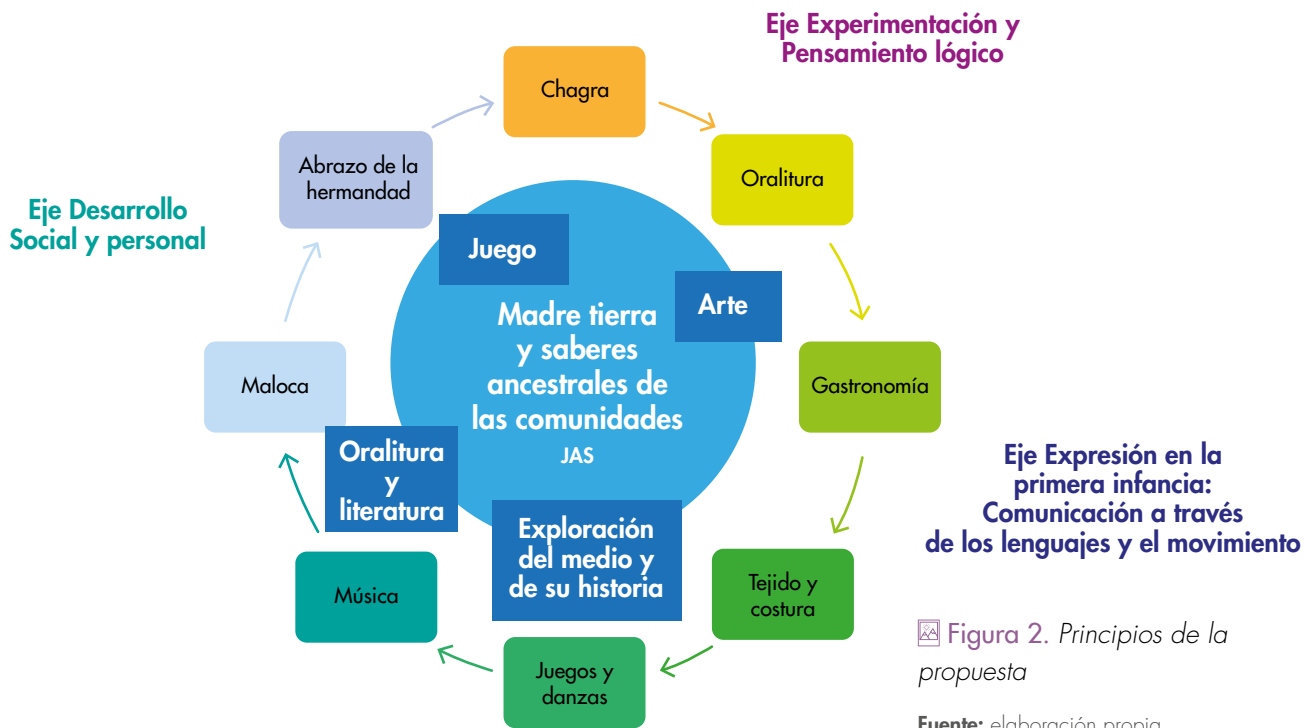 Eje Experimentación y
Pensamiento lógico
Chagra
Abrazo de la
hermandad
Oralitura
Eje Desarrollo
Social y personal
Juego
Arte
Madre tierra
y saberes
ancestrales de
las comunidades
JAS
Maloca
Gastronomía
Oralitura
y
literatura
Eje Expresión en la
primera infancia:
Comunicación a través
de los lenguajes y el movimiento
Exploración
del medio y
de su historia
Música
Tejido y
costura
Juegos y
danzas
Figura 2. Principios de la
propuesta
Fuente: elaboración propia